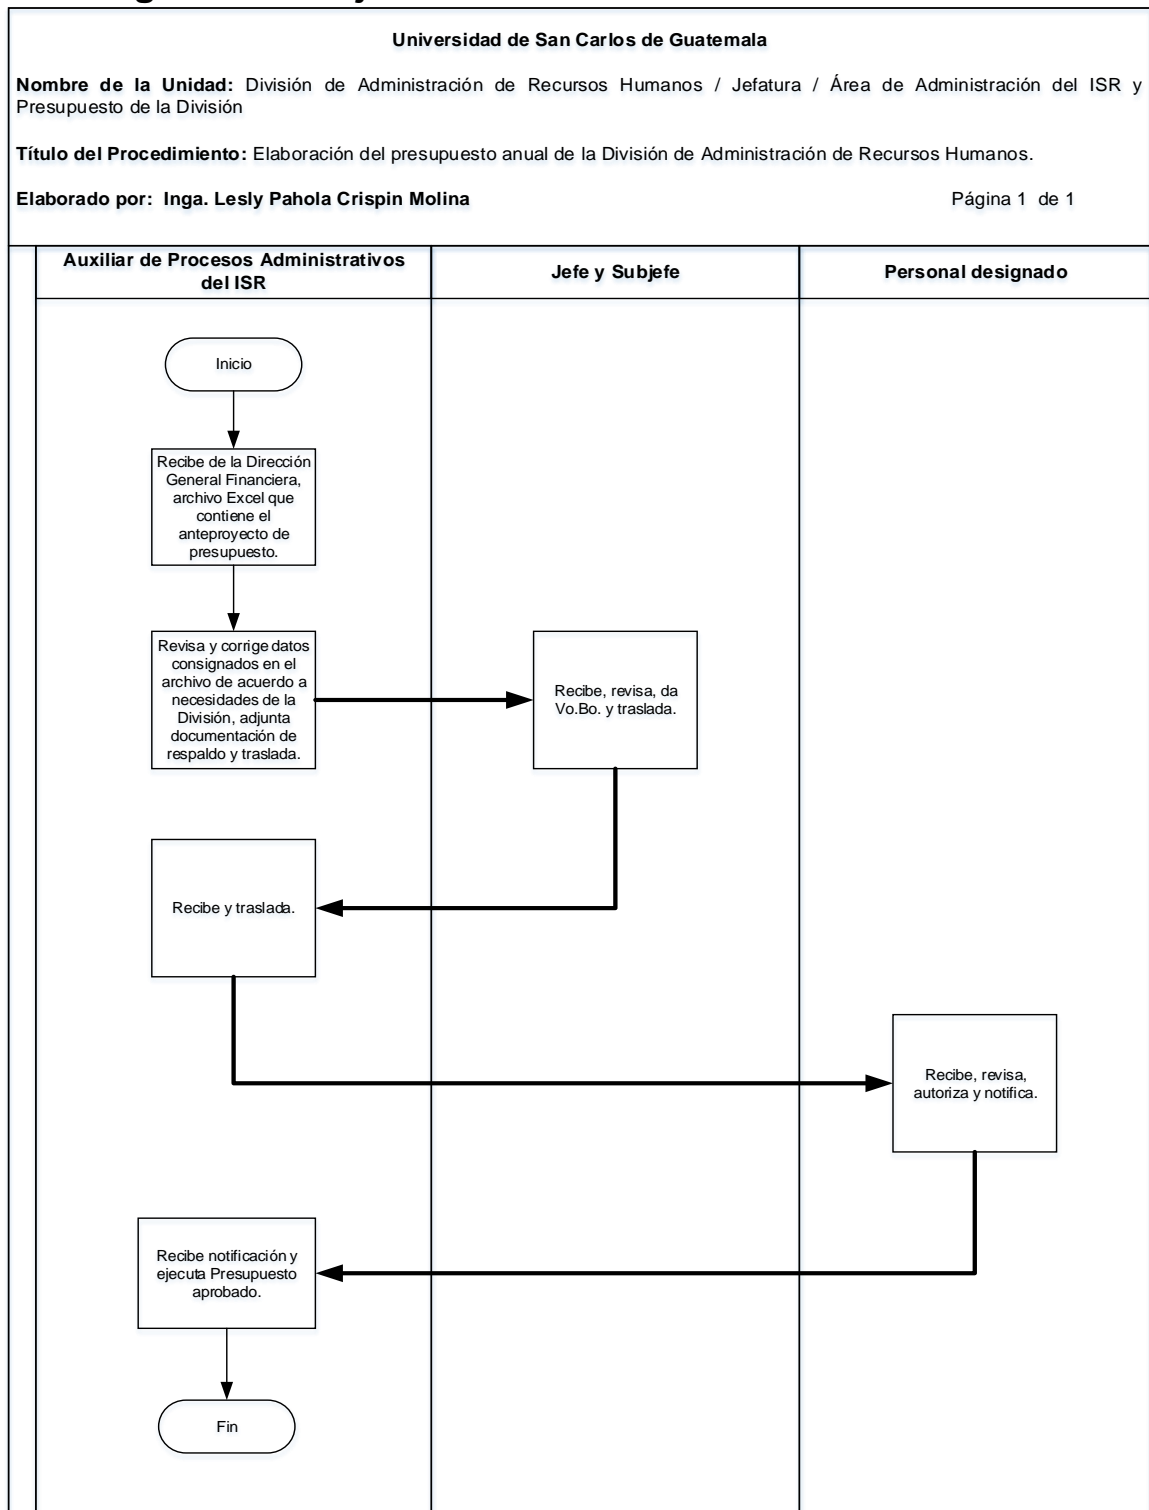 Universidad de San Carlos de Guatemala
Nombre de la Unidad: División de Administración de Recursos Humanos / Jefatura / Área de Administración del ISR y
Presupuesto de la División
Título del Procedimiento: Elaboración del presupuesto anual de la División de Administración de Recursos Humanos.
Elaborado por: Inga. Lesly Pahola Crispin Molina Página 1 de 1
Auxiliar de Procesos Administrativos
del ISR
Jefe y Subjefe
Personal designado
Inicio
Recibe de la Dirección
General Financiera,
archivo Excel que
contiene el
anteproyecto de
presupuesto.
Revisa y corrige datos
consignados en el
archivo de acuerdo a
necesidades de la
División, adjunta
documentación de
respaldo y traslada.
Recibe, revisa, da
Vo.Bo. y traslada.
Recibe y traslada.
Recibe, revisa,
autoriza y notifica.
Recibe notificación y
ejecuta Presupuesto
aprobado.
Fin